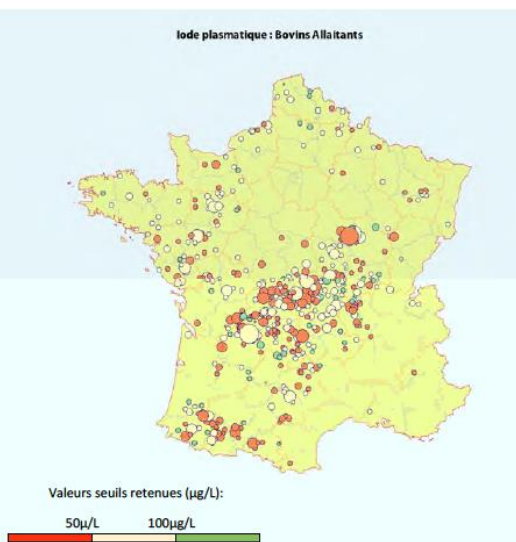 Iode plasmatique : Bovins Allaitants
Valeurs seuils retenues (µg/L):
50µ/L 100µg/L